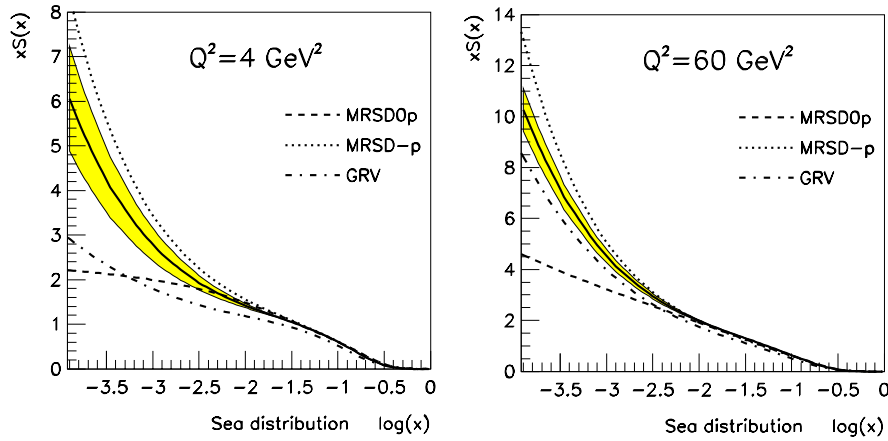 xS(x)
8
7
6
5
4
3
2
1
0
Q²=4 GeV²
MRSD0p
MRSD-p
GRV
-3.5 -3 -2.5 -2 -1.5 -1 -0.5 0
Sea distribution log(x)
xS(x)
14
12
10
8
6
4
2
0
Q²=60 GeV²
MRSD0p
MRSD-p
GRV
-3.5 -3 -2.5 -2 -1.5 -1 -0.5 0
Sea distribution log(x)